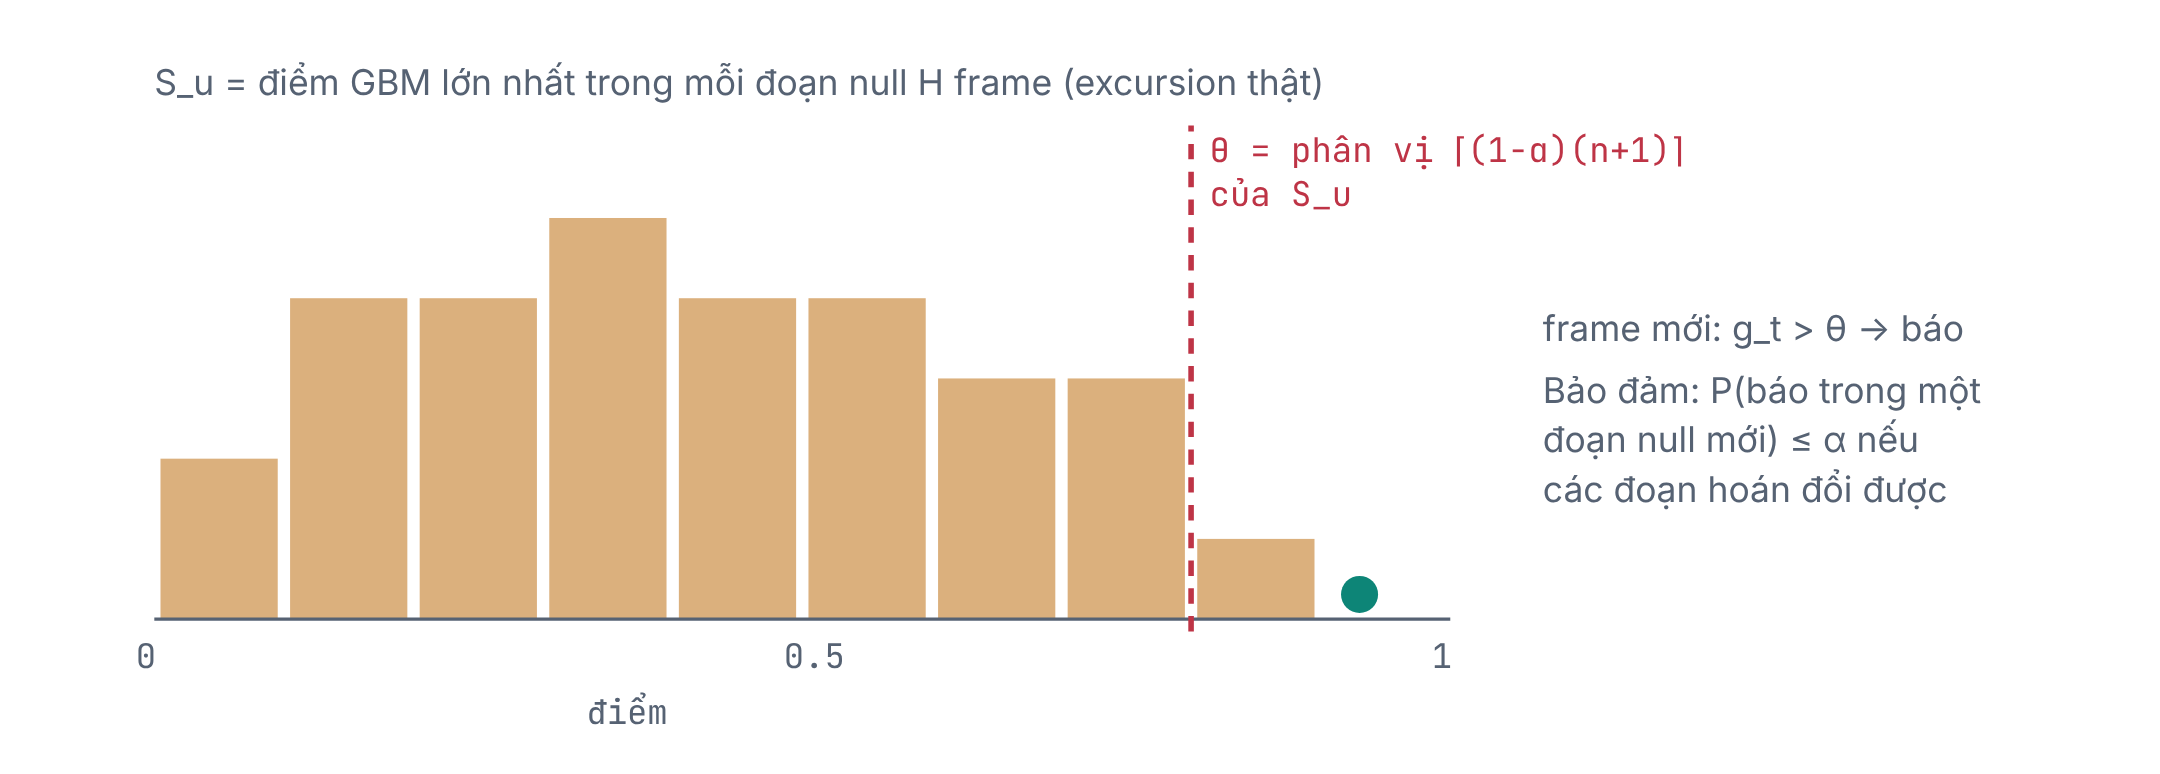 S_u = điểm GBM lớn nhất trong mỗi đoạn null H frame (excursion thật)
θ = phân vị ⌈(1-α)(n+1)⌉
của S_u
frame mới: g_t > θ → báo
Bảo đảm: P(báo trong một
đoạn null mới) ≤ α nếu
các đoạn hoán đổi được
0
0.5
1
điểm